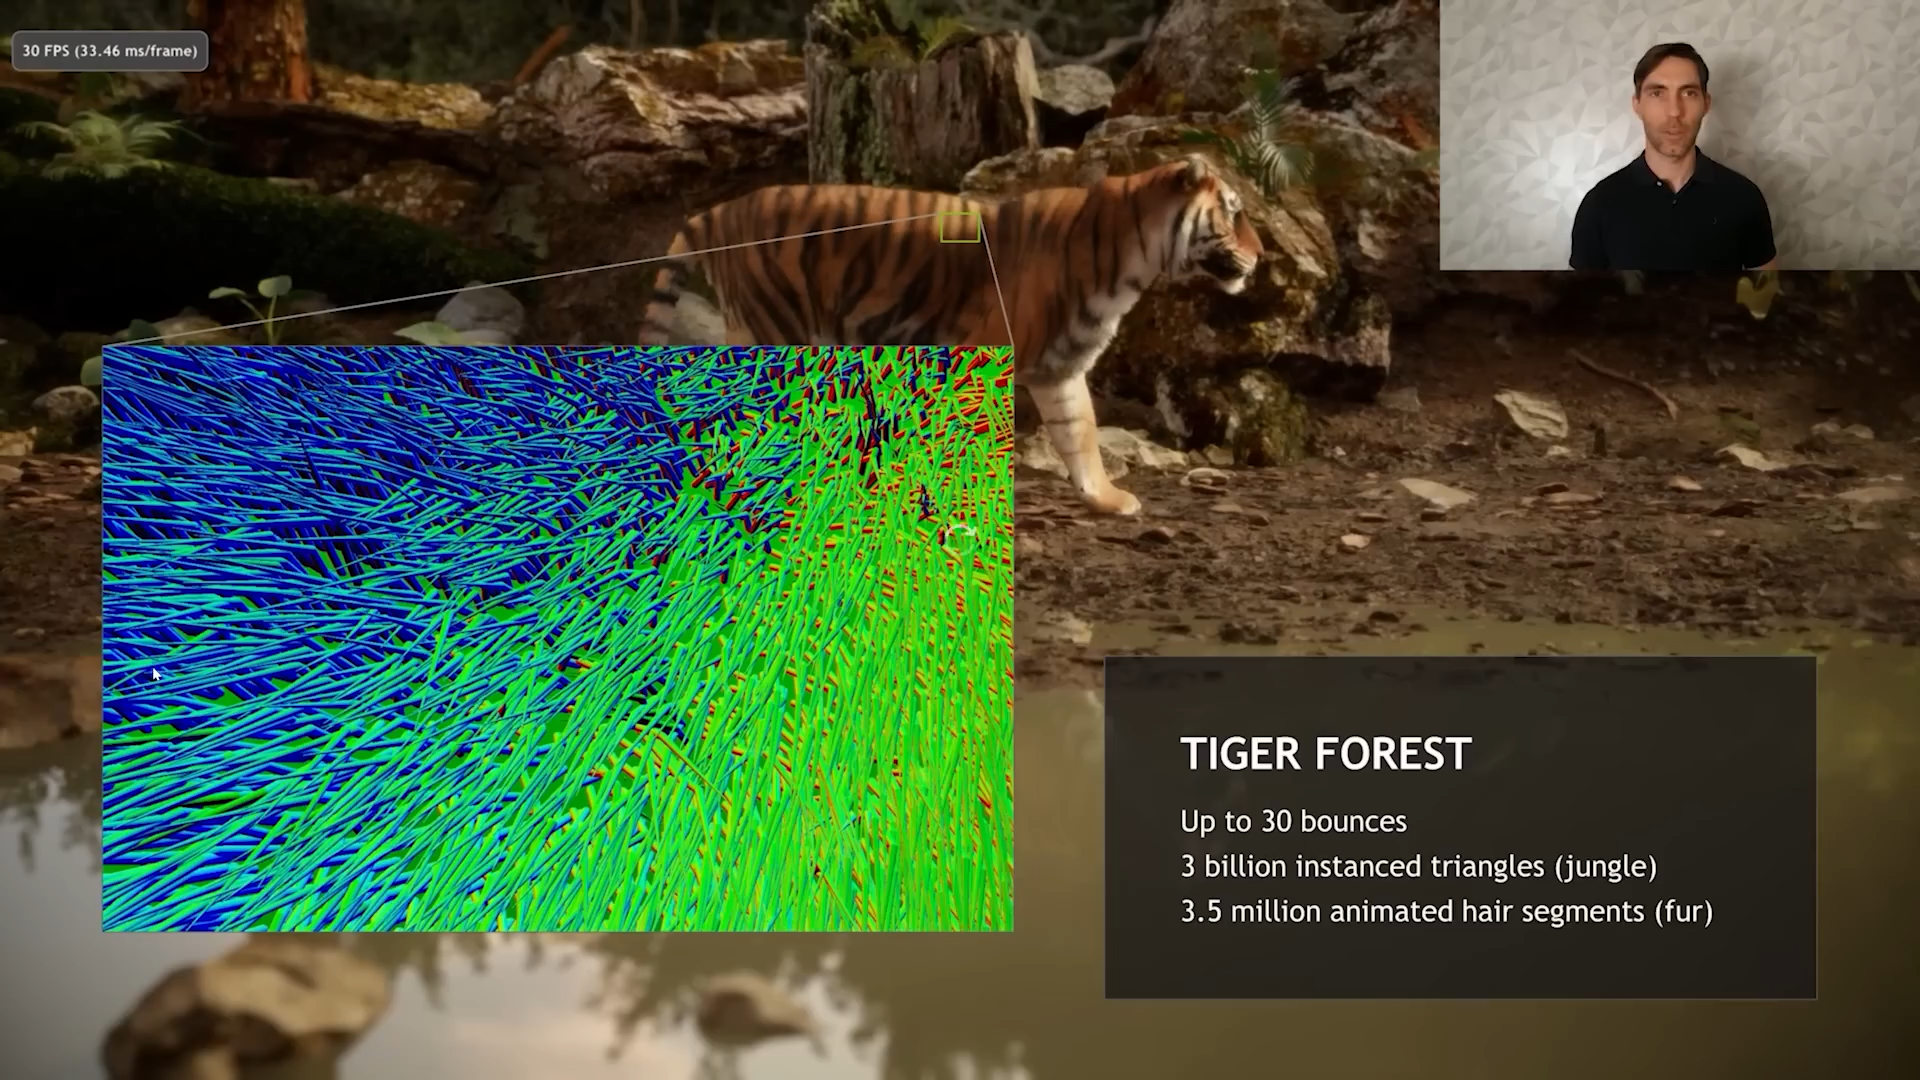 30 FPS (33.46 ms/frame)
TIGER FOREST
Up to 30 bounces
3 billion instanced triangles (jungle)
3.5 million animated hair segments (fur)